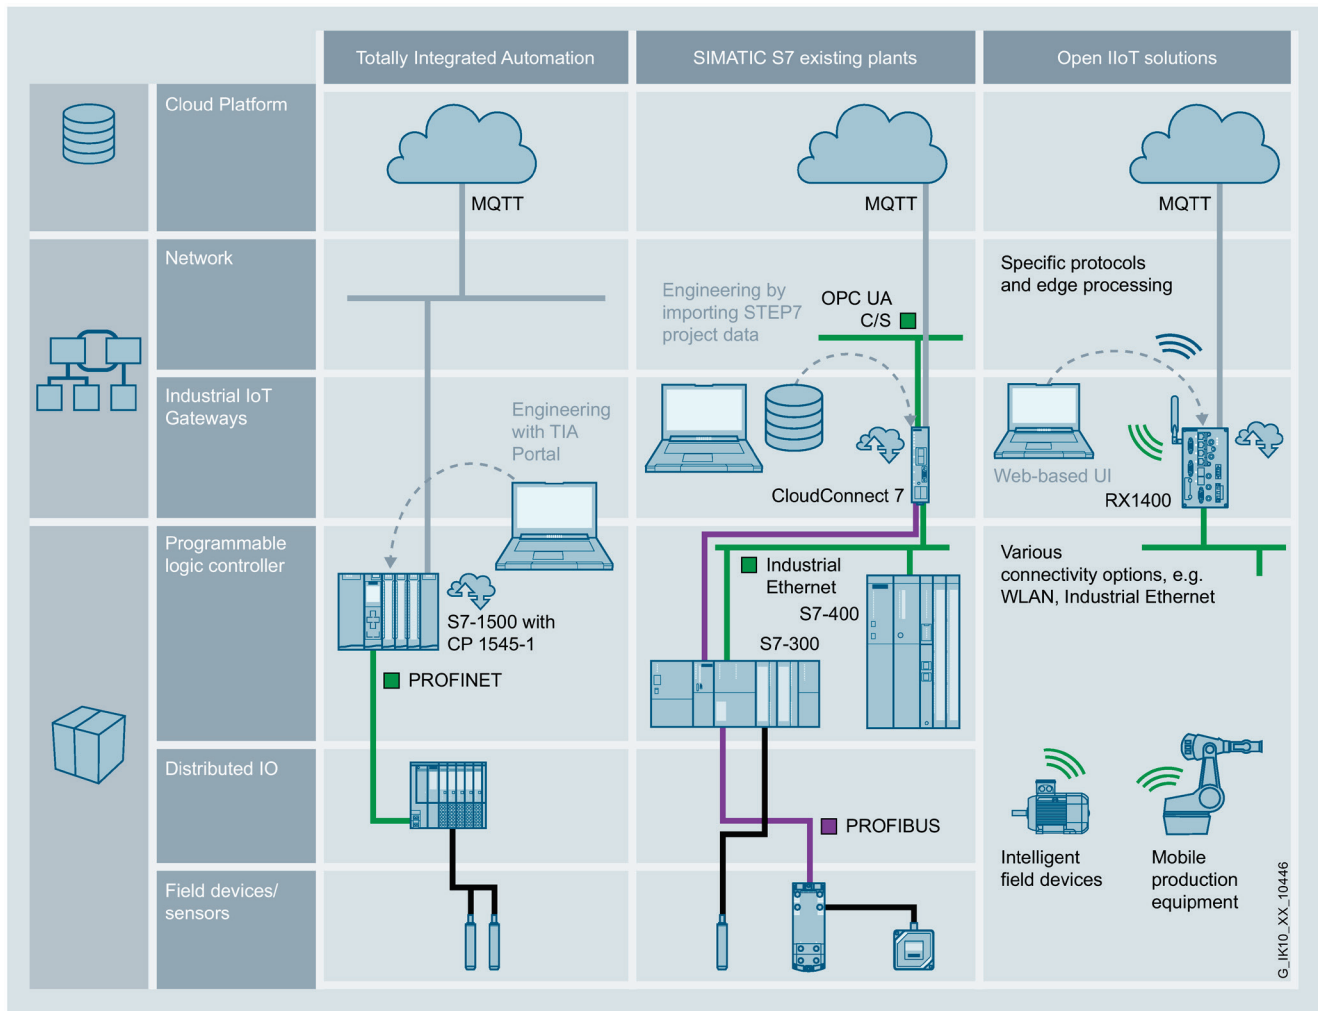 Totally Integrated Automation
SIMATIC S7 existing plants
Open IIoT solutions
Cloud Platform
MQTT
MQTT
MQTT
Network
Engineering by
importing STEP7
project data
OPC UA
C/S
Specific protocols
and edge processing
Industrial IoT
Gateways
Engineering
with TIA
Portal
CloudConnect 7
Web-based UI
RX1400
Programmable
logic controller
S7-1500 with
CP 1545-1
PROFINET
Industrial
Ethernet
S7-400
S7-300
Various
connectivity options, e.g.
WLAN, Industrial Ethernet
Distributed IO
PROFIBUS
Intelligent
field devices
Mobile
production
equipment
Field devices/
sensors
G_IK10_XX_10446